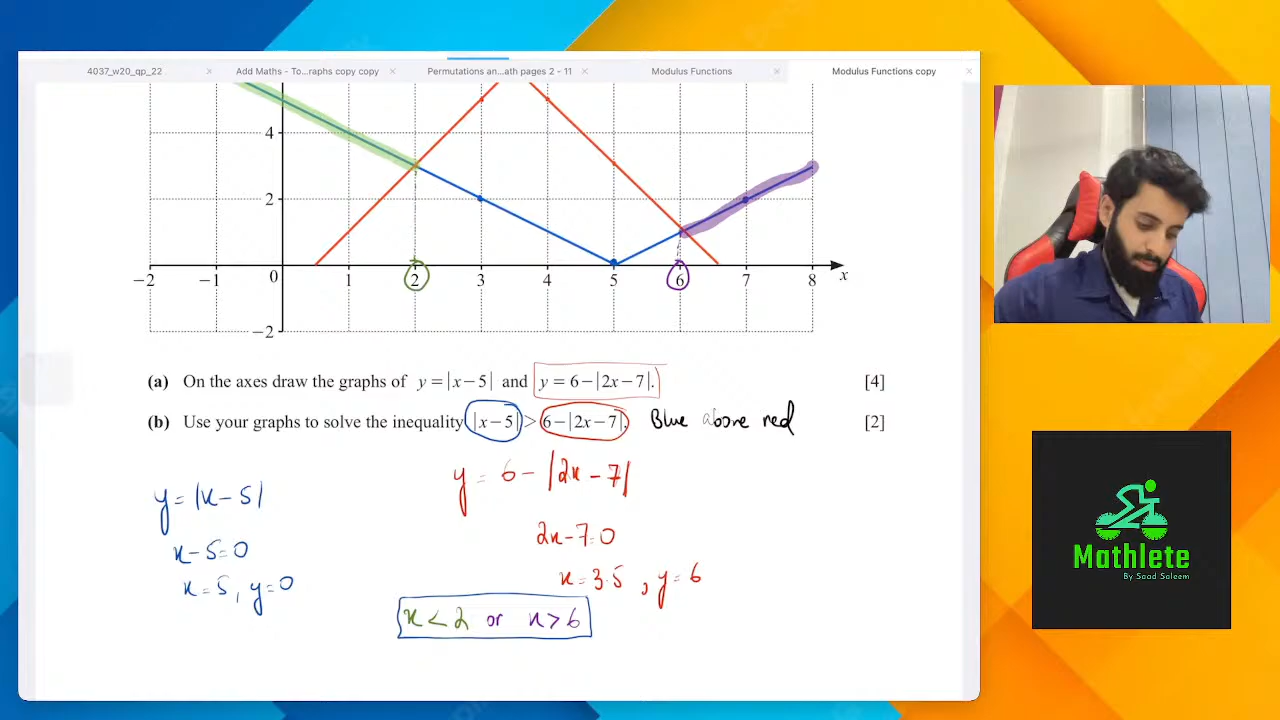 4037_w20_qp_22 × Add Maths - To...raphs copy copy × Permutations an...ath pages 2 - 11 × Modulus Functions × Modulus Functions copy ×
4
2
−2 −1 0 1 2 3 4 5 6 7 8 x
−2
(a) On the axes draw the graphs of y = |x − 5| and y = 6 − |2x − 7|. [4]
(b) Use your graphs to solve the inequality |x − 5| > 6 − |2x − 7|. Blue above red [2]
y = |x − 5|
x − 5 = 0
x = 5, y = 0
y = 6 − |2x − 7|
2x − 7 = 0
x = 3.5, y = 6
x < 2 or x > 6
Mathlete
By Saad Saleem